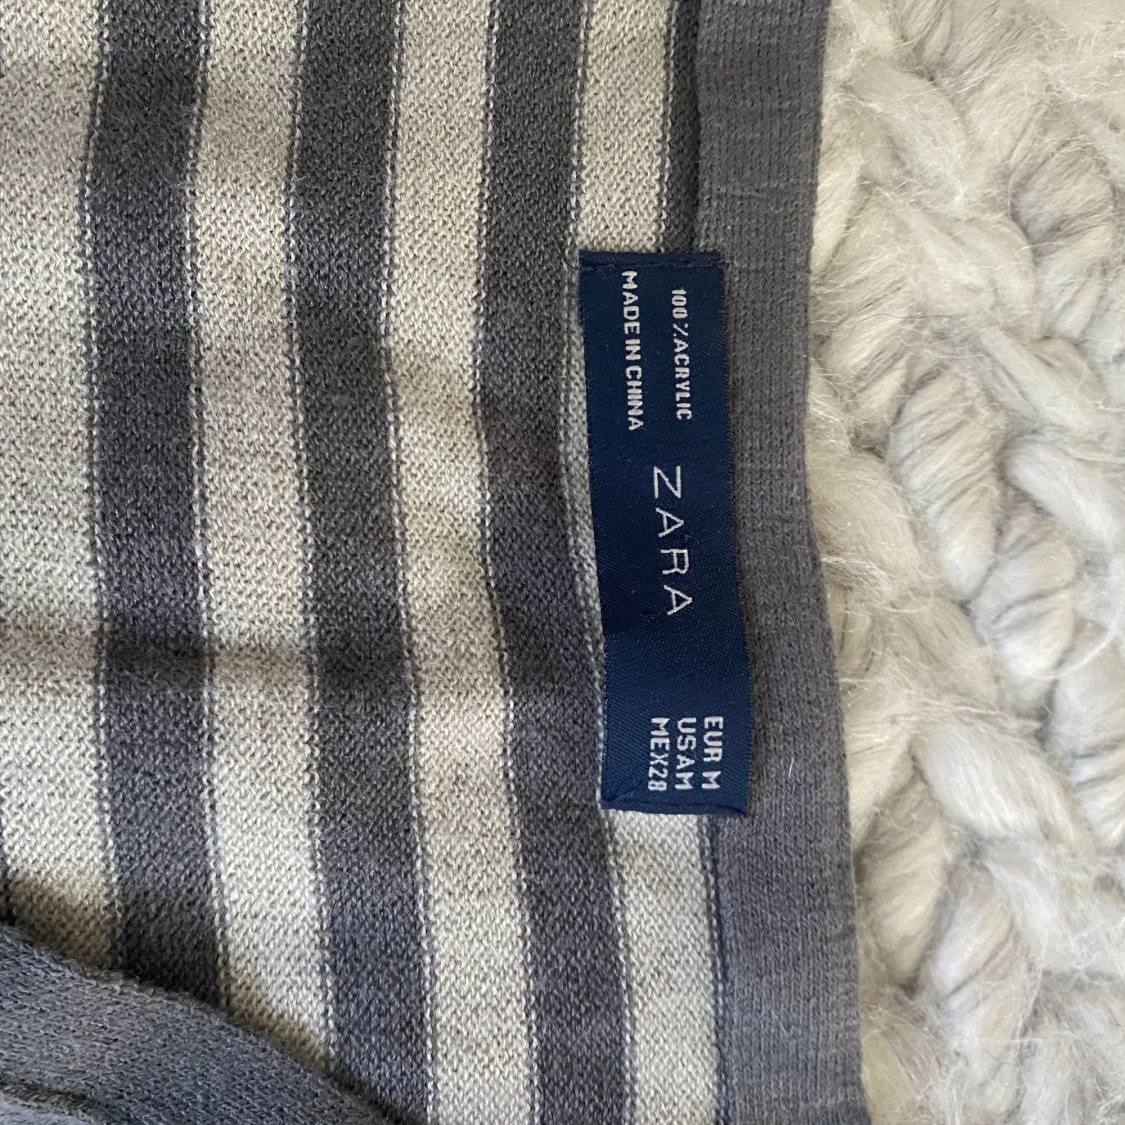 100 % ACRYLIC
MADE IN CHINA
ZARA
EUR M
USA M
MEX 28